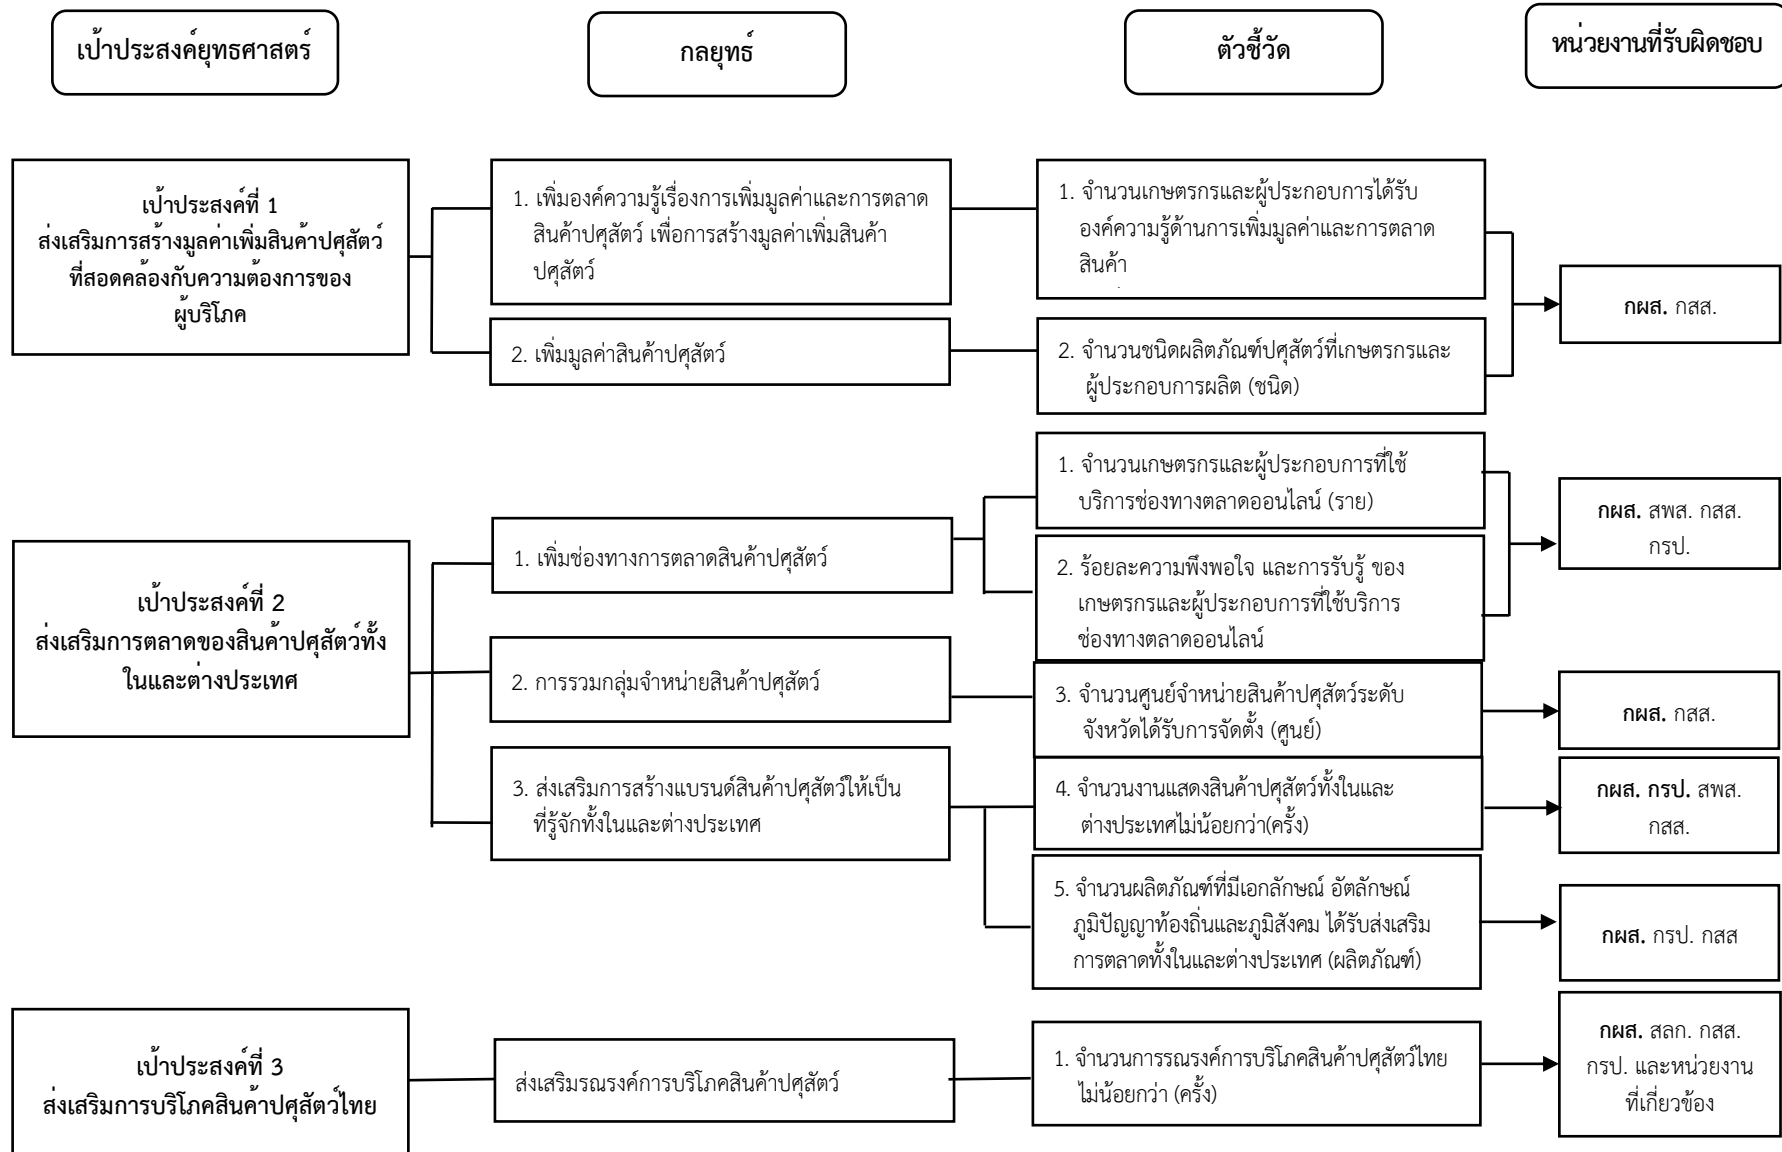 เป้าประสงค์ยุทธศาสตร์
กลยุทธ์
ตัวชี้วัด
หน่วยงานที่รับผิดชอบ
เป้าประสงค์ที่ 1
ส่งเสริมการสร้างมูลค่าเพิ่มสินค้าปศุสัตว์
ที่สอดคล้องกับความต้องการของ
ผู้บริโภค
1. เพิ่มองค์ความรู้เรื่องการเพิ่มมูลค่าและการตลาด
สินค้าปศุสัตว์ เพื่อการสร้างมูลค่าเพิ่มสินค้า
ปศุสัตว์
1. จำนวนเกษตรกรและผู้ประกอบการได้รับ
องค์ความรู้ด้านการเพิ่มมูลค่าและการตลาด
สินค้า
กผส. กสส.
2. เพิ่มมูลค่าสินค้าปศุสัตว์
2. จำนวนชนิดผลิตภัณฑ์ปศุสัตว์ที่เกษตรกรและ
ผู้ประกอบการผลิต (ชนิด)
เป้าประสงค์ที่ 2
ส่งเสริมการตลาดของสินค้าปศุสัตว์ทั้ง
ในและต่างประเทศ
1. เพิ่มช่องทางการตลาดสินค้าปศุสัตว์
1. จำนวนเกษตรกรและผู้ประกอบการที่ใช้
บริการช่องทางตลาดออนไลน์ (ราย)
2. ร้อยละความพึงพอใจ และการรับรู้ ของ
เกษตรกรและผู้ประกอบการที่ใช้บริการ
ช่องทางตลาดออนไลน์
กผส. สพส. กสส.
กรป.
2. การรวมกลุ่มจำหน่ายสินค้าปศุสัตว์
3. จำนวนศูนย์จำหน่ายสินค้าปศุสัตว์ระดับ
จังหวัดได้รับการจัดตั้ง (ศูนย์)
กผส. กสส.
3. ส่งเสริมการสร้างแบรนด์สินค้าปศุสัตว์ให้เป็น
ที่รู้จักทั้งในและต่างประเทศ
4. จำนวนงานแสดงสินค้าปศุสัตว์ทั้งในและ
ต่างประเทศไม่น้อยกว่า(ครั้ง)
กผส. กรป. สพส.
กสส.
5. จำนวนผลิตภัณฑ์ที่มีเอกลักษณ์ อัตลักษณ์
ภูมิปัญญาท้องถิ่นและภูมิสังคม ได้รับส่งเสริม
การตลาดทั้งในและต่างประเทศ (ผลิตภัณฑ์)
กผส. กรป. กสส
เป้าประสงค์ที่ 3
ส่งเสริมการบริโภคสินค้าปศุสัตว์ไทย
ส่งเสริมรณรงค์การบริโภคสินค้าปศุสัตว์
1. จำนวนการรณรงค์การบริโภคสินค้าปศุสัตว์ไทย
ไม่น้อยกว่า (ครั้ง)
กผส. สลก. กสส.
กรป. และหน่วยงาน
ที่เกี่ยวข้อง